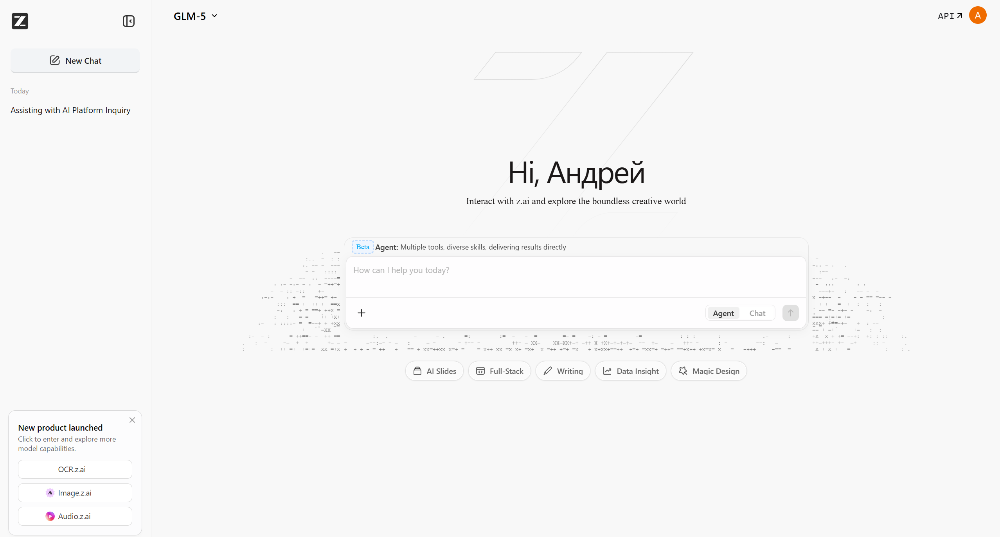 GLM-5
API
A
New Chat
Today
Assisting with AI Platform Inquiry
Hi, Андрей
Interact with z.ai and explore the boundless creative world
Beta Agent: Multiple tools, diverse skills, delivering results directly
How can I help you today?
Agent Chat
AI Slides
Full-Stack
Writing
Data Insight
Magic Design
New product launched
Click to enter and explore more
model capabilities.
OCR.z.ai
Image.z.ai
Audio.z.ai